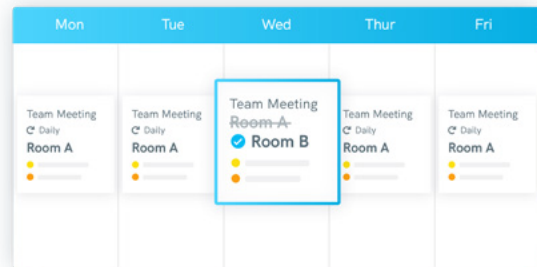 Mon
Tue
Wed
Thur
Fri
Team Meeting
Daily
Room A
Team Meeting
Daily
Room A
Team Meeting
Room A
Room B
Team Meeting
Daily
Room A
Team Meeting
Daily
Room A